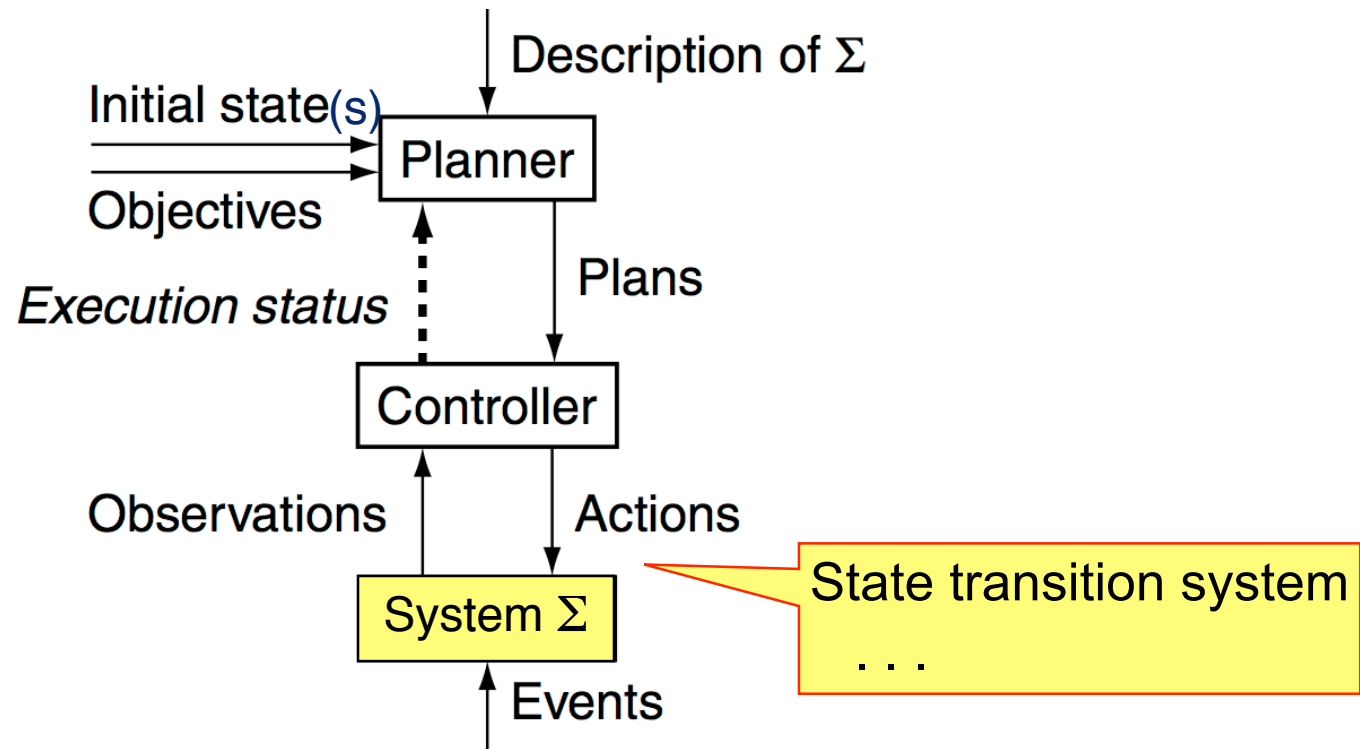 Description of Σ
Initial state(s)
Planner
Objectives
Plans
Execution status
Controller
Observations
Actions
State transition system
. . .
System Σ
Events